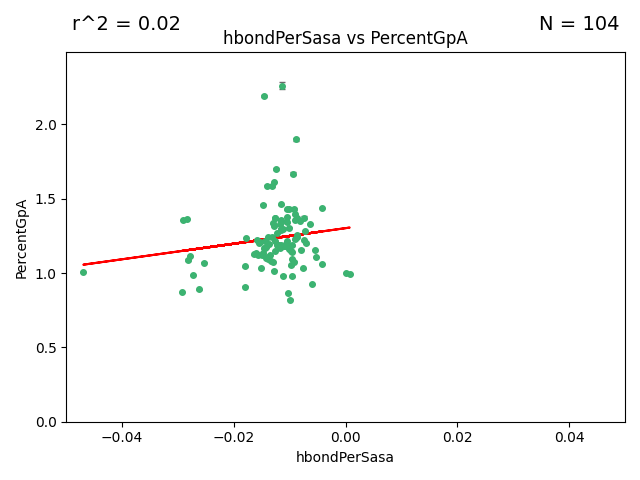 r^2 = 0.02
N = 104
hbondPerSasa vs PercentGpA
PercentGpA
2.0
1.5
1.0
0.5
0.0
−0.04
−0.02
0.00
0.02
0.04
hbondPerSasa